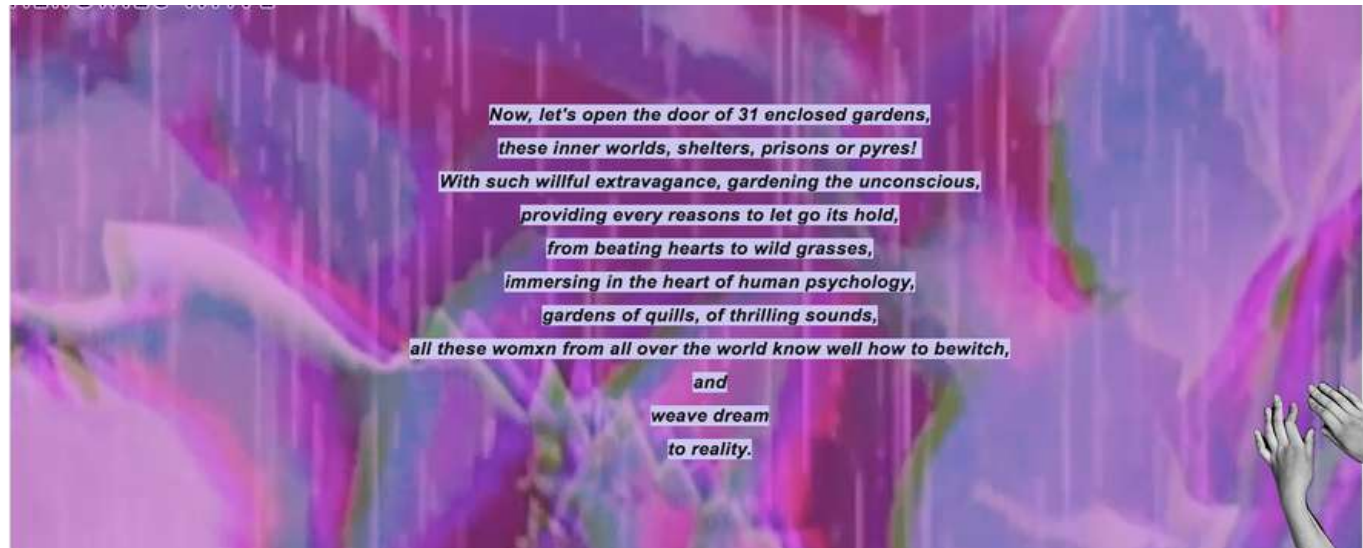 Now, let's open the door of 31 enclosed gardens,
these inner worlds, shelters, prisons or pyres!
With such willful extravagance, gardening the unconscious,
providing every reasons to let go its hold,
from beating hearts to wild grasses,
immersing in the heart of human psychology,
gardens of quills, of thrilling sounds,
all these womxn from all over the world know well how to bewitch,
and
weave dream
to reality.